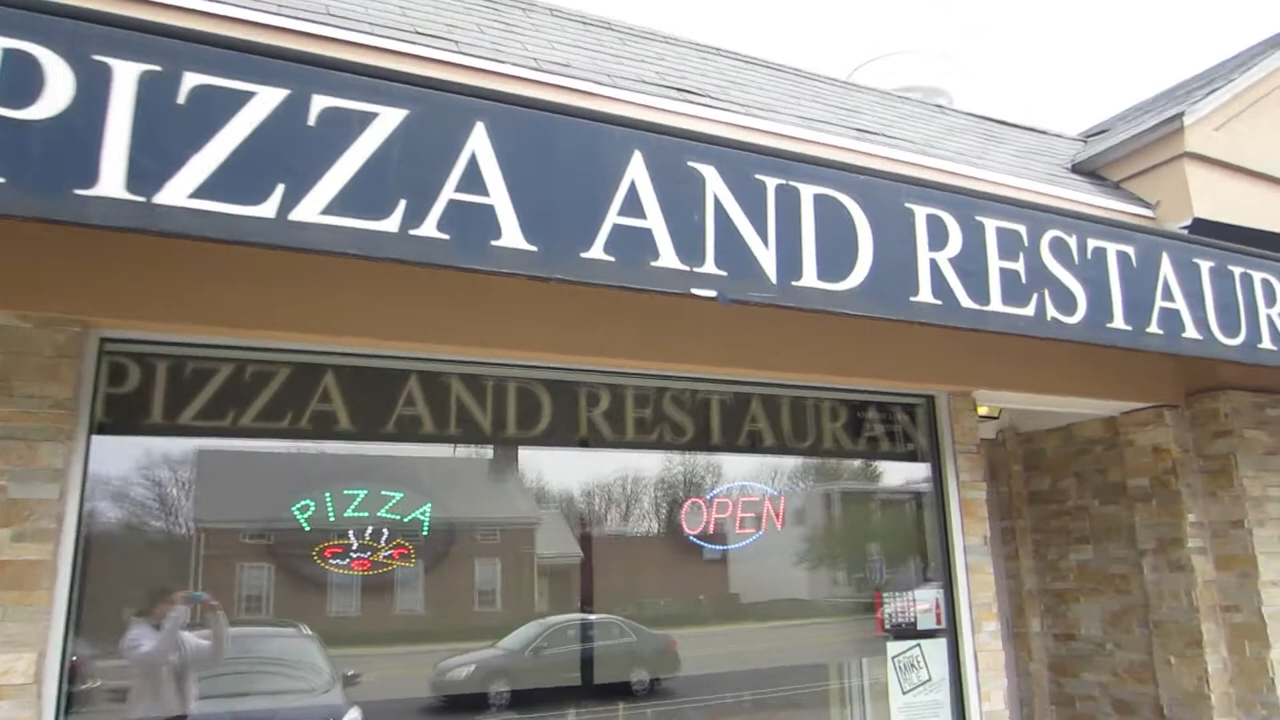 PIZZA AND RESTAUR
PIZZA AND RESTAURAN
PIZZA
OPEN
MIKE